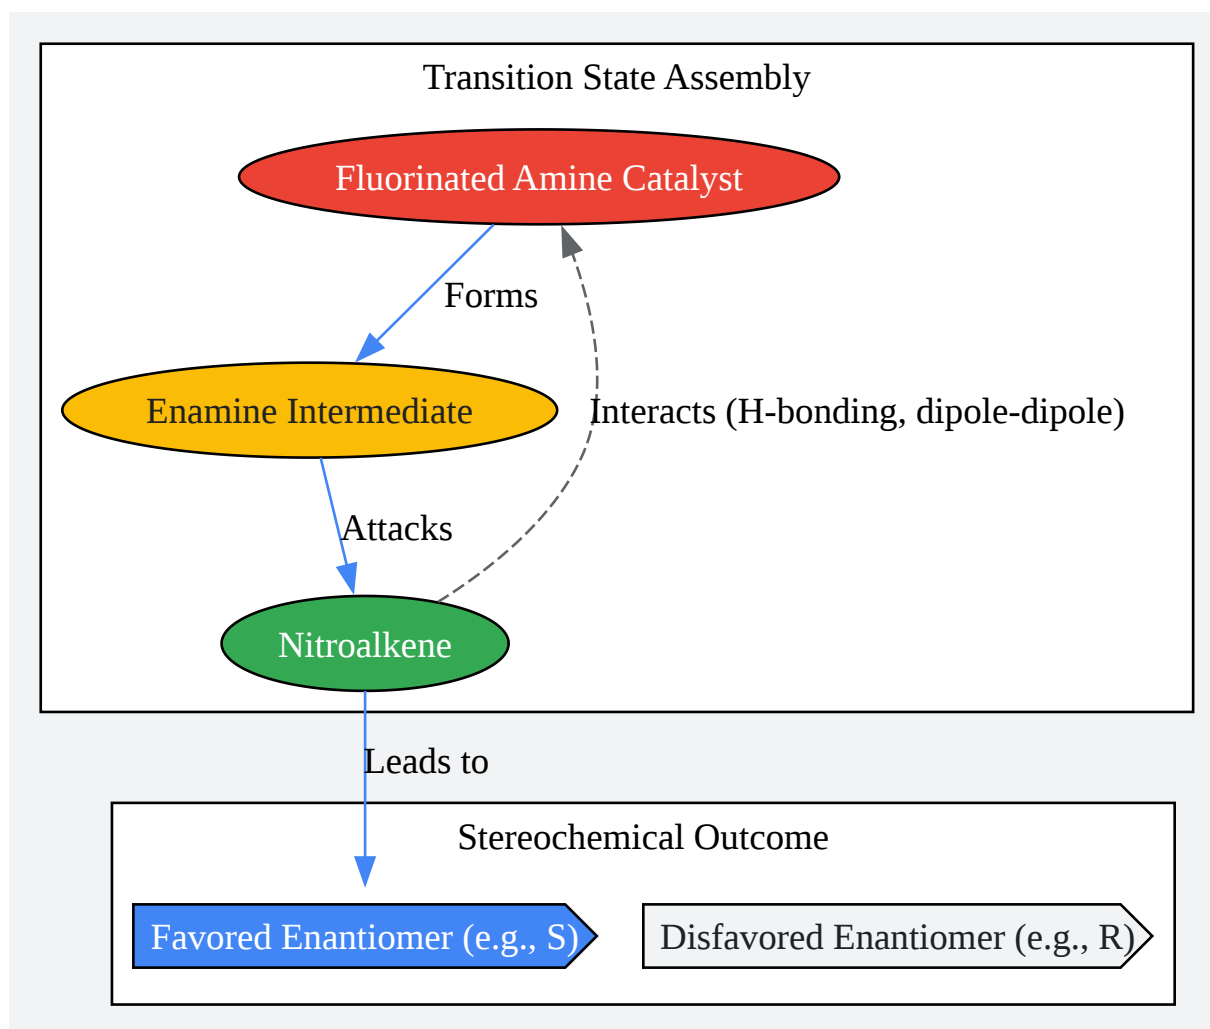 Transition State Assembly
Fluorinated Amine Catalyst
Forms
Enamine Intermediate
Interacts (H-bonding, dipole-dipole)
Attacks
Nitroalkene
Leads to
Stereochemical Outcome
Favored Enantiomer (e.g., S)
Disfavored Enantiomer (e.g., R)